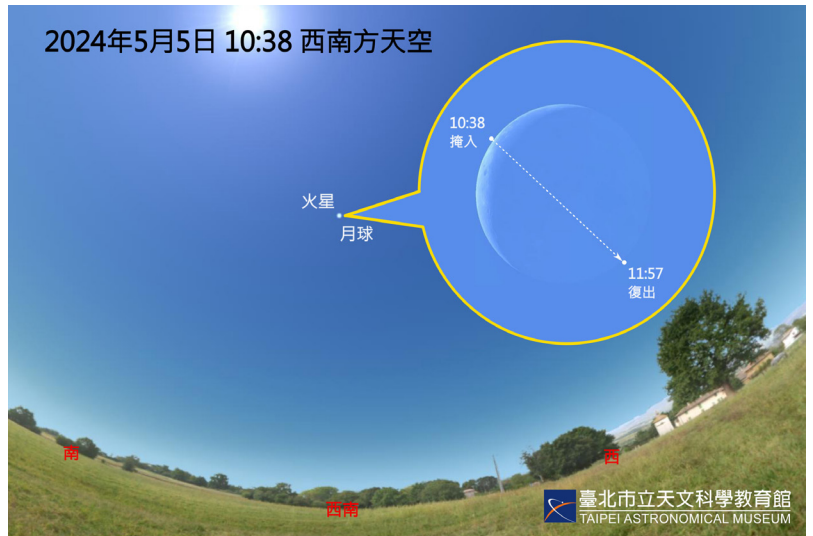 2024年5月5日 10:38 西南方天空
10:38
掩入
火星
月球
11:57
復出
南
西
西南
臺北市立天文科學教育館
TAIPEI ASTRONOMICAL MUSEUM